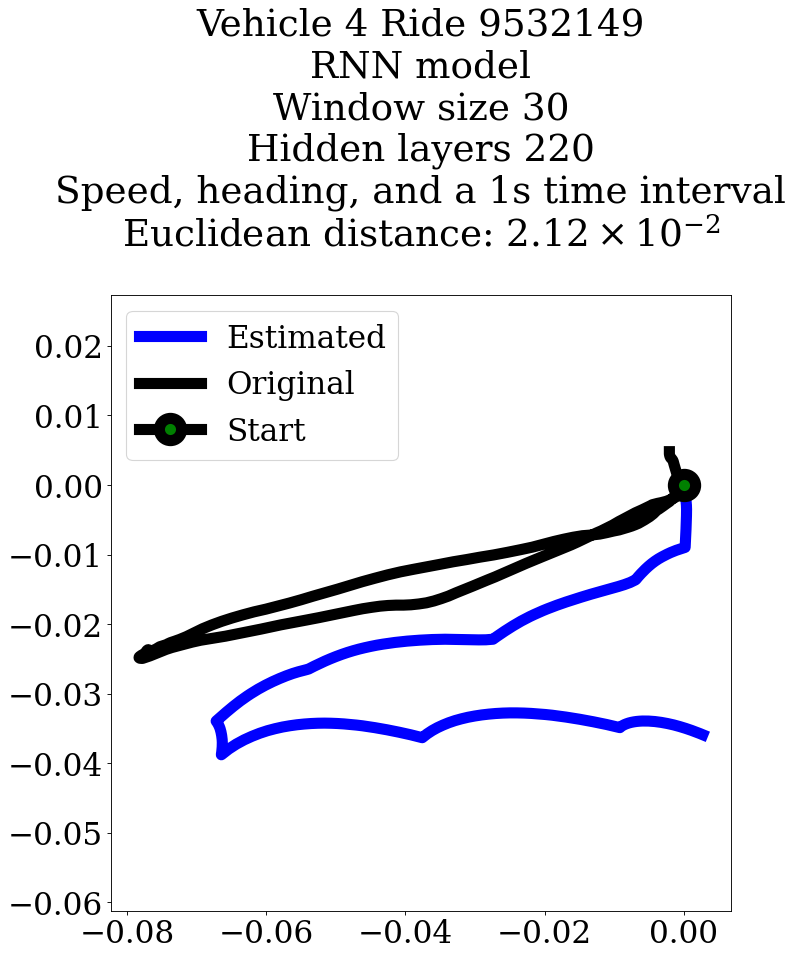 Vehicle 4 Ride 9532149
RNN model
Window size 30
Hidden layers 220
Speed, heading, and a 1s time interval
Euclidean distance: 2.12 × 10⁻²
Estimated
Original
Start
0.02
0.01
0.00
−0.01
−0.02
−0.03
−0.04
−0.05
−0.06
−0.08 −0.06 −0.04 −0.02 0.00